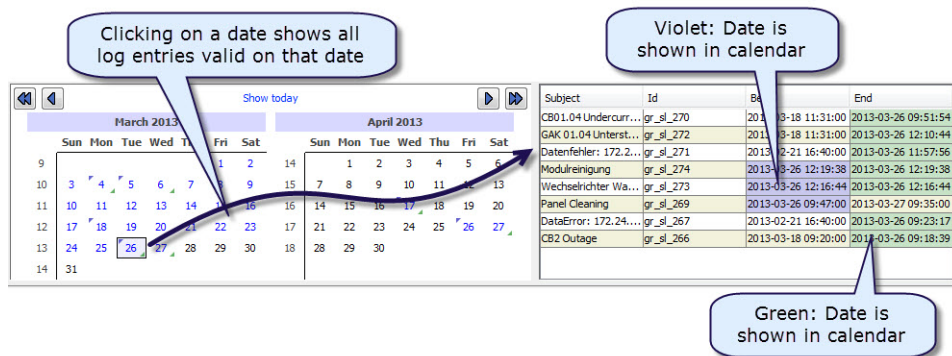 Clicking on a date shows all
log entries valid on that date
Violet: Date is
shown in calendar
Show today
March 2013
April 2013
Sun Mon Tue Wed Thu Fri Sat
Sun Mon Tue Wed Thu Fri Sat
9 1 2
14 1 2 3 4 5 6
10 3 4 5 6 7 8 9
15 7 8 9 10 11 12 13
11 10 11 12 13 14 15 16
16 14 15 16 17 18 19 20
12 17 18 19 20 21 22 23
17 21 22 23 24 25 26 27
13 24 25 26 27 28 29 30
18 28 29 30
14 31
Subject Id Be End
CB01.04 Undercurr... gr_sl_270 2013-03-18 11:31:00 2013-03-26 09:51:54
GAK 01.04 Unterst... gr_sl_272 2013-03-18 11:31:00 2013-03-26 12:10:44
Datenfehler: 172.2... gr_sl_271 2013-02-21 16:40:00 2013-03-26 11:57:56
Modulreinigung gr_sl_274 2013-03-26 12:19:38 2013-03-26 12:19:38
Wechselrichter Wa... gr_sl_273 2013-03-26 12:16:44 2013-03-26 12:16:44
Panel Cleaning gr_sl_269 2013-03-26 09:47:00 2013-03-27 09:35:00
DataError: 172.24.... gr_sl_267 2013-02-21 16:40:00 2013-03-26 09:23:17
CB2 Outage gr_sl_266 2013-03-18 09:20:00 2013-03-26 09:18:39
Green: Date is
shown in calendar